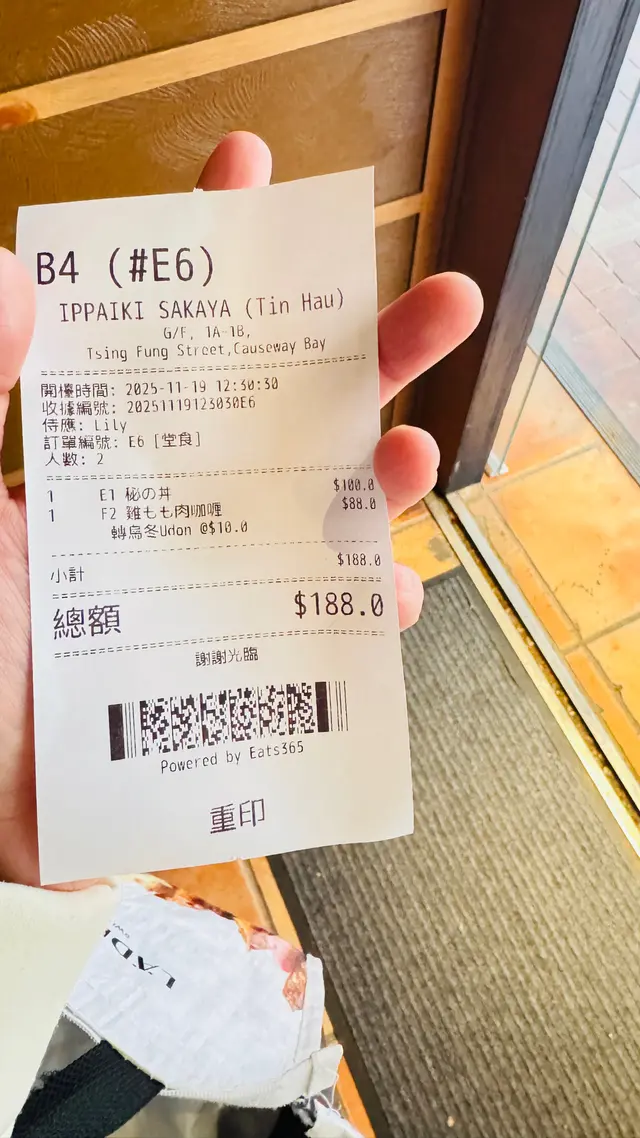 B4 (#E6)
IPPAIKI SAKAYA (Tin Hau)
G/F, 1A-1B,
Tsing Fung Street,Causeway Bay
開檯時間: 2025-11-19 12:30:30
收據編號: 20251119123030E6
侍應: Lily
訂單編號: E6 [堂食]
人數: 2
1 E1 秘の丼 $100.0
1 F2 雞もも肉咖喱 $88.0
轉烏冬Udon @$10.0
小計 $188.0
總額 $188.0
謝謝光臨
Powered by Eats365
重印